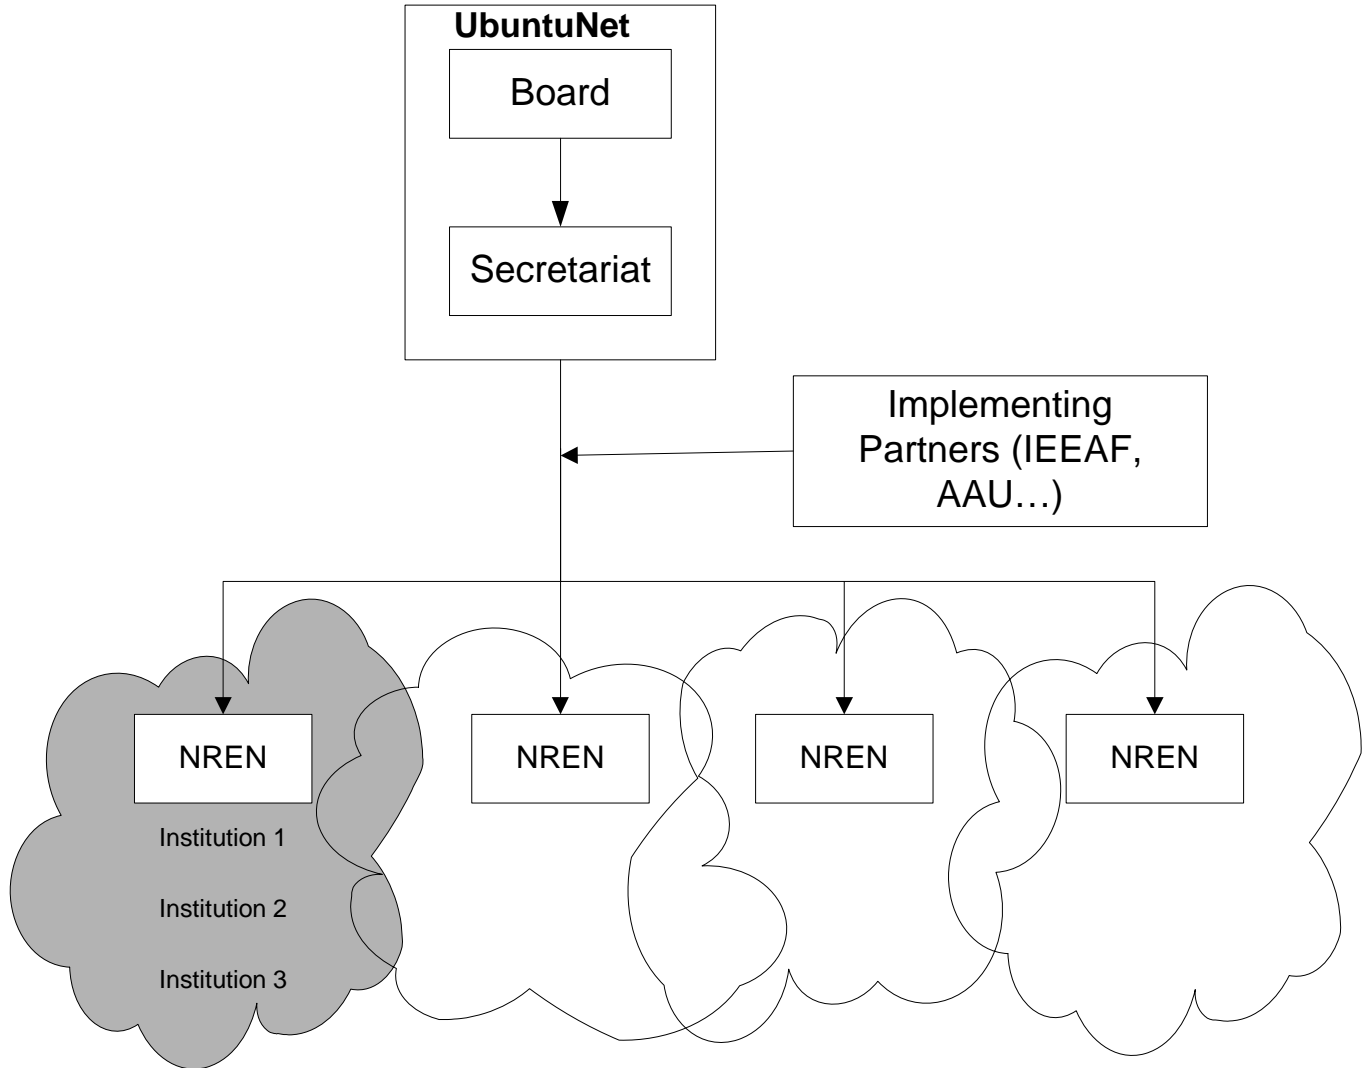 UbuntuNet
Board
Secretariat
Implementing
Partners (IEEAF,
AAU…)
NREN
NREN
NREN
NREN
Institution 1
Institution 2
Institution 3